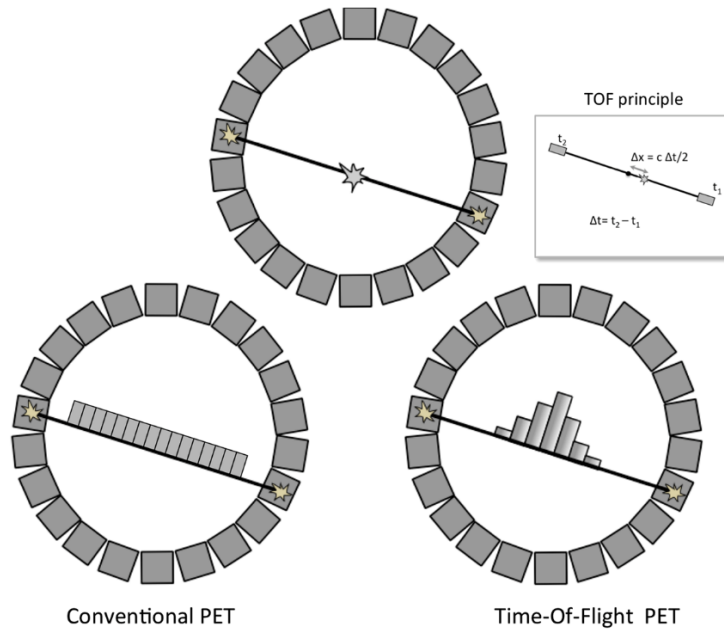 TOF principle
t₂
Δx = c Δt/2
t₁
Δt= t₂ – t₁
Conventional PET
Time-Of-Flight PET